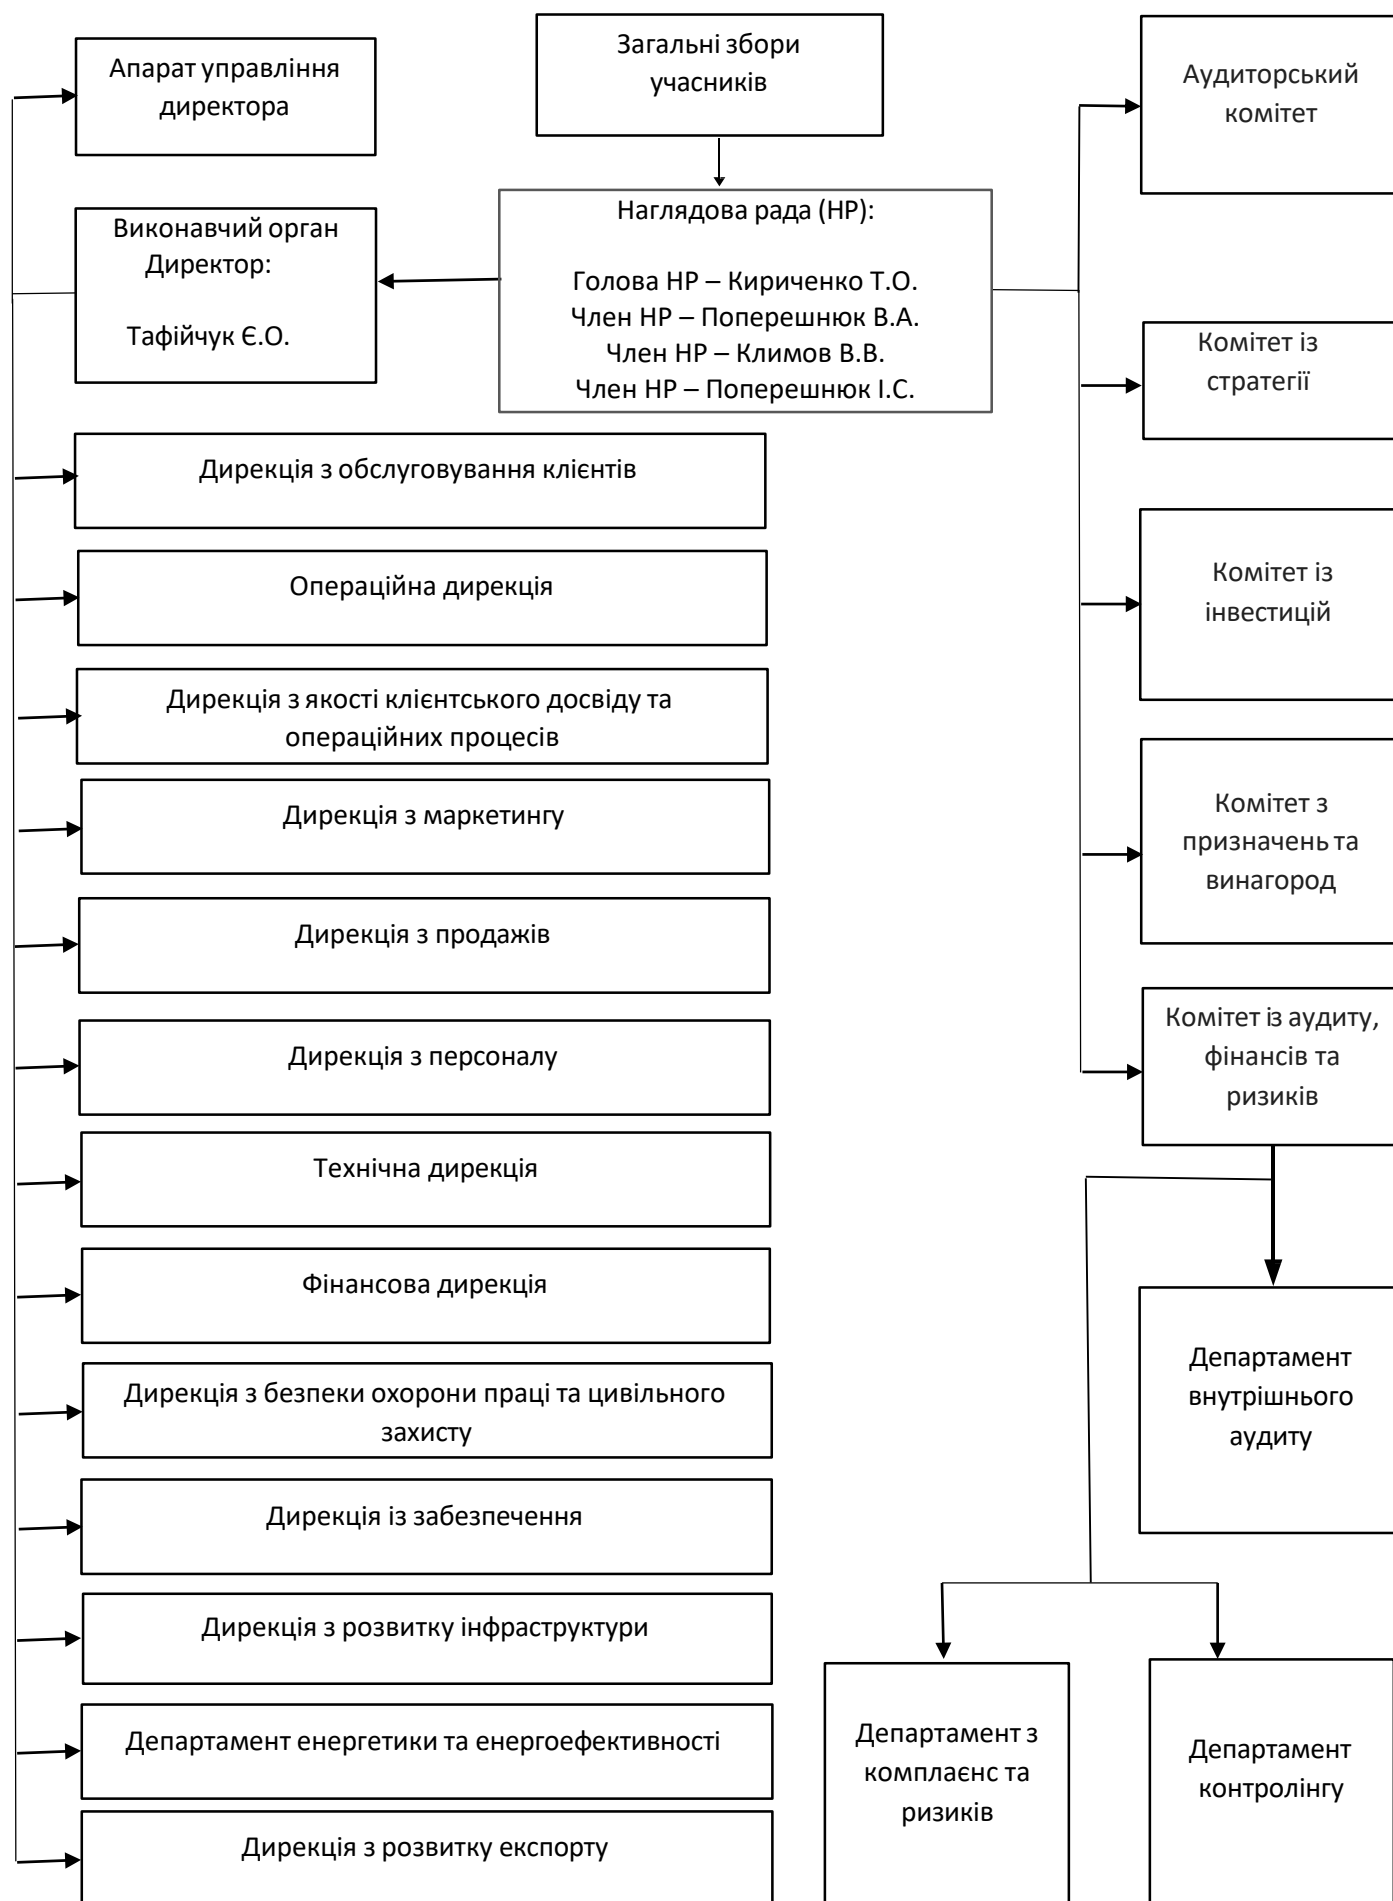 Загальні збори
учасників
Апарат управління
директора
Аудиторський
комітет
Наглядова рада (НР):
Голова НР – Кириченко Т.О.
Член НР – Поперешнюк В.А.
Член НР – Климов В.В.
Член НР – Поперешнюк І.С.
Виконавчий орган
Директор:
Тафійчук Є.О.
Комітет із
стратегії
Дирекція з обслуговування клієнтів
Операційна дирекція
Комітет із
інвестицій
Дирекція з якості клієнтського досвіду та
операційних процесів
Дирекція з маркетингу
Комітет з
призначень та
винагород
Дирекція з продажів
Дирекція з персоналу
Комітет із аудиту,
фінансів та
ризиків
Технічна дирекція
Фінансова дирекція
Дирекція з безпеки охорони праці та цивільного
захисту
Департамент
внутрішнього
аудиту
Дирекція із забезпечення
Дирекція з розвитку інфраструктури
Департамент енергетики та енергоефективності
Дирекція з розвитку експорту
Департамент з
комплаєнс та
ризиків
Департамент
контролінгу